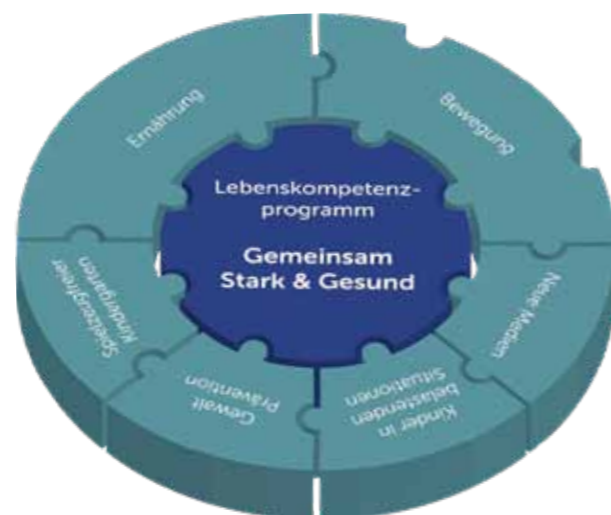 Lebenskompetenz-
programm
Gemeinsam
Stark & Gesund
Ernährung
Bewegung
Neue Medien
Kinder in
belastenden
Situationen
Gewalt
Prävention
Spielzeugfreier
Kindergarten